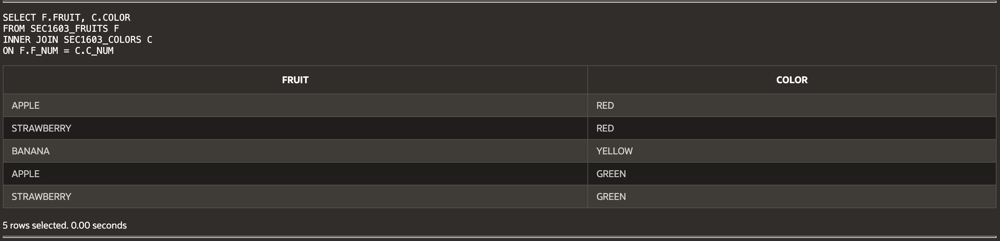 SELECT F.FRUIT, C.COLOR
FROM SEC1603_FRUITS F
INNER JOIN SEC1603_COLORS C
ON F.F_NUM = C.C_NUM
FRUIT COLOR
APPLE RED
STRAWBERRY RED
BANANA YELLOW
APPLE GREEN
STRAWBERRY GREEN
5 rows selected. 0.00 seconds